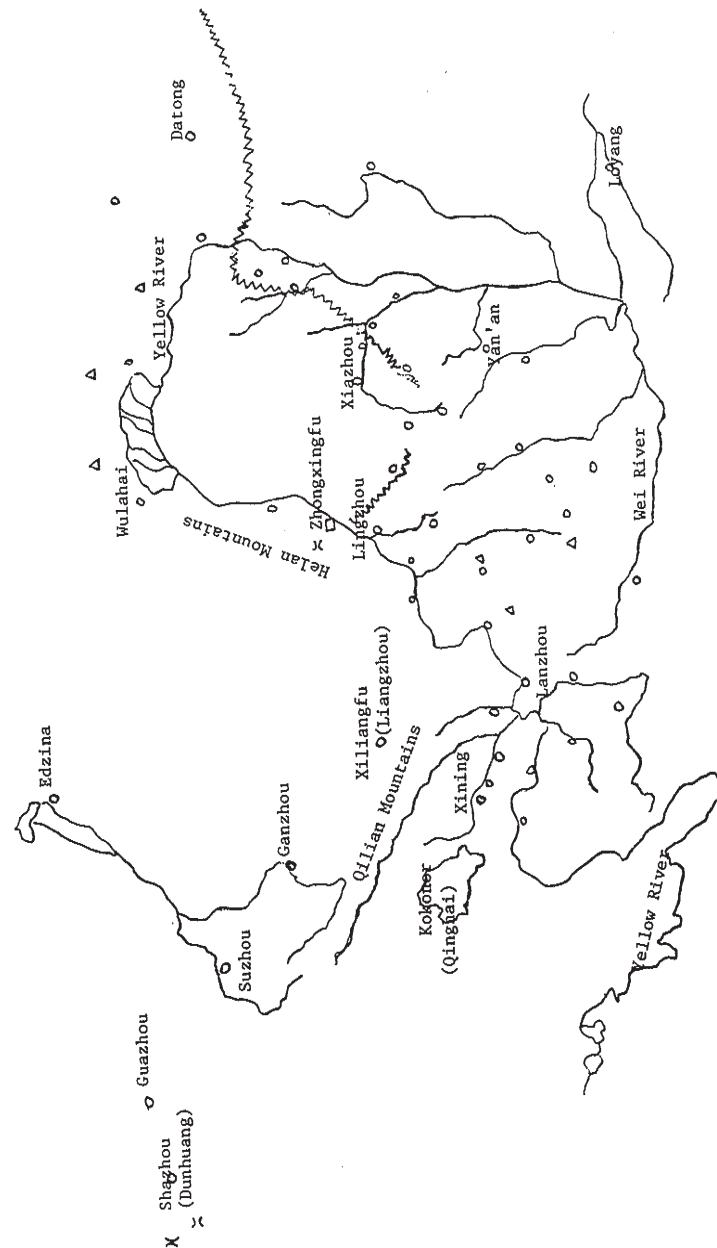 Shazhou
(Dunhuang)
Guazhou
Suzhou
Edzina
Ganzhou
Qilian Mountains
Kokonor
(Qinghai)
Xining
Xiliangfu
(Liangzhou)
Lanzhou
Yellow River
Helan Mountains
Wulahai
Zhongxingfu
Lingzhou
Xiazhou
Yellow River
Datong
Yan'an
Wei River
Loyang